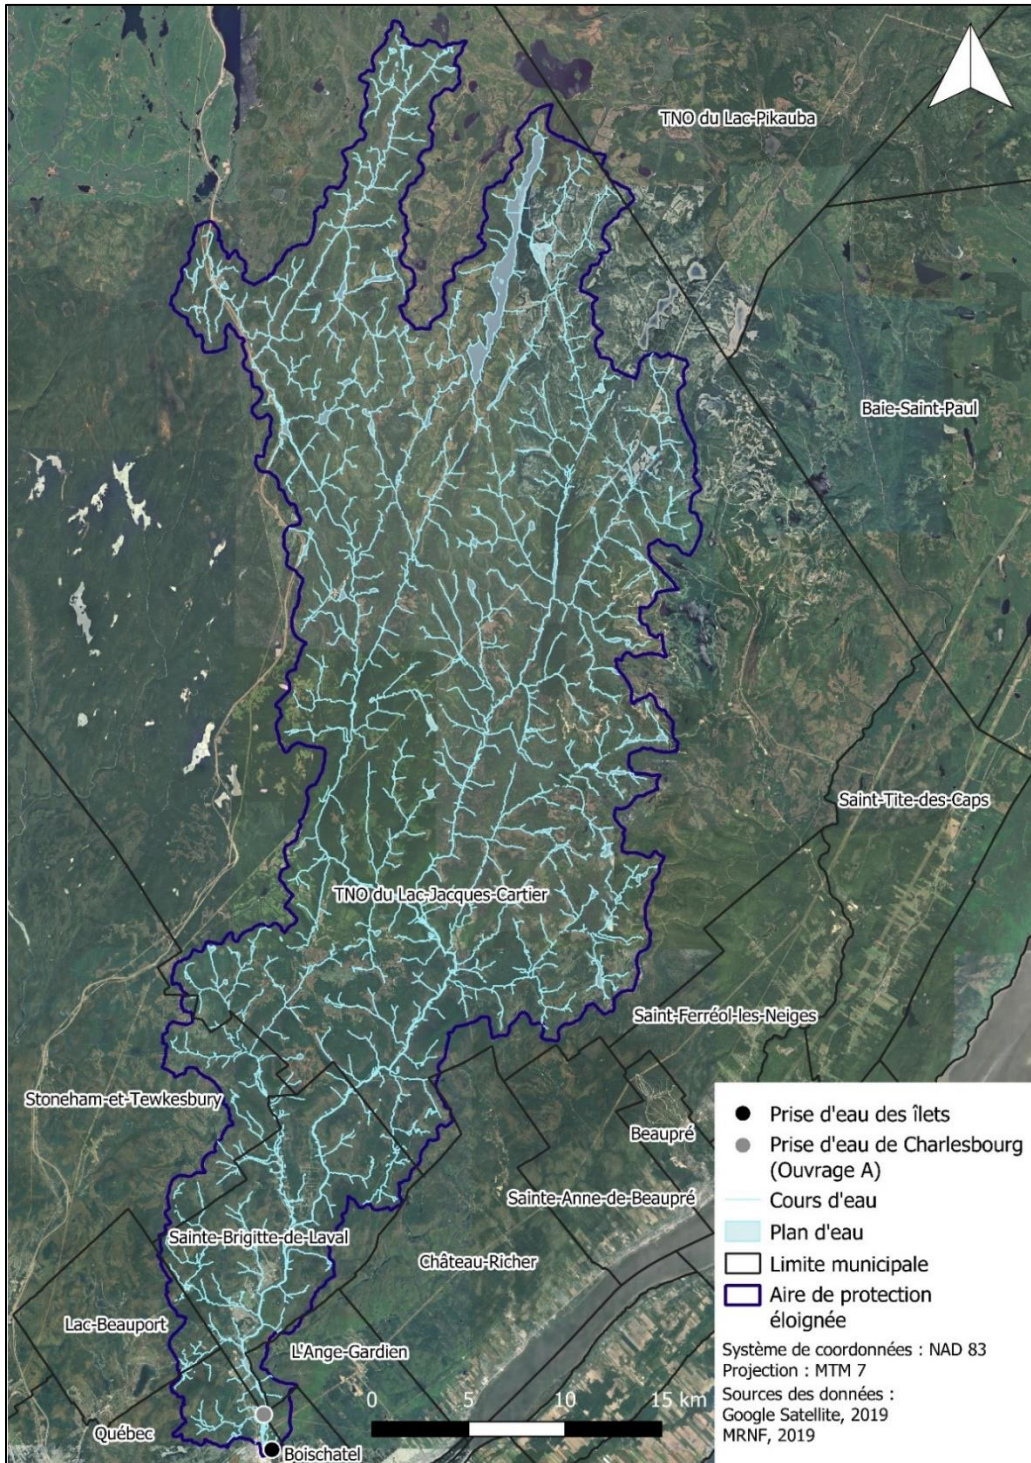 TNO du Lac-Pikauba
Baie-Saint-Paul
Saint-Tite-des-Caps
TNO du Lac-Jacques-Cartier
Saint-Ferréol-les-Neiges
Stoneham-et-Tewkesbury
Beaupré
Sainte-Anne-de-Beaupré
Sainte-Brigitte-de-Laval
Château-Richer
Lac-Beauport
L'Ange-Gardien
Québec
Boischatel
0 5 10 15 km
Prise d'eau des îlets
Prise d'eau de Charlesbourg
(Ouvrage A)
Cours d'eau
Plan d'eau
Limite municipale
Aire de protection
éloignée
Système de coordonnées : NAD 83
Projection : MTM 7
Sources des données :
Google Satellite, 2019
MRNF, 2019